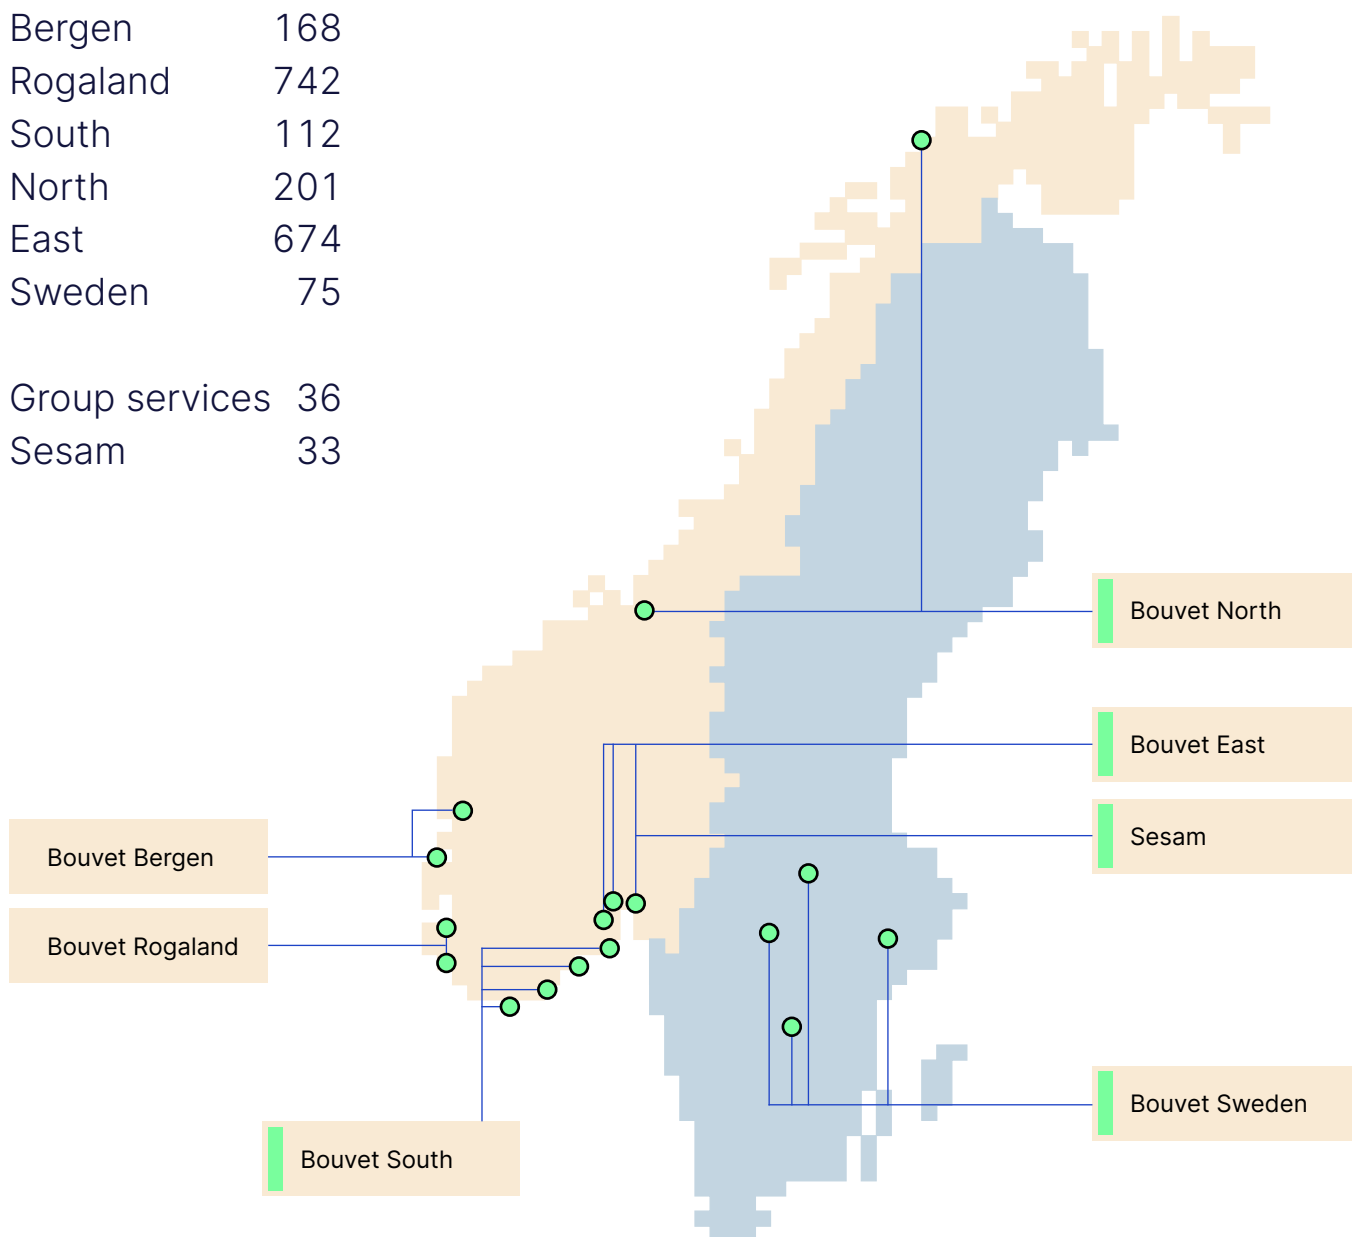 Bergen 168
Rogaland 742
South 112
North 201
East 674
Sweden 75
Group services 36
Sesam 33
Bouvet North
Bouvet East
Sesam
Bouvet Bergen
Bouvet Rogaland
Bouvet Sweden
Bouvet South